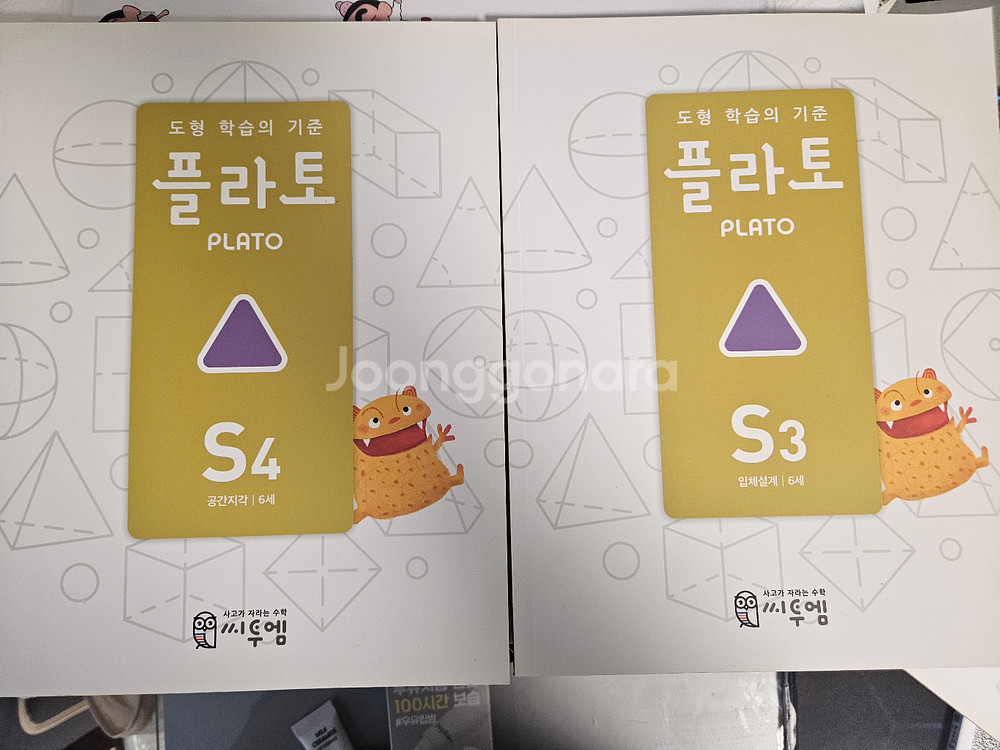 도형 학습의 기준
플라토
PLATO
S4
공간지각 | 6세
사고가 자라는 수학
씨투엠
도형 학습의 기준
플라토
PLATO
S3
입체설계 | 6세
사고가 자라는 수학
씨투엠
Joonggonara
100시간 보습